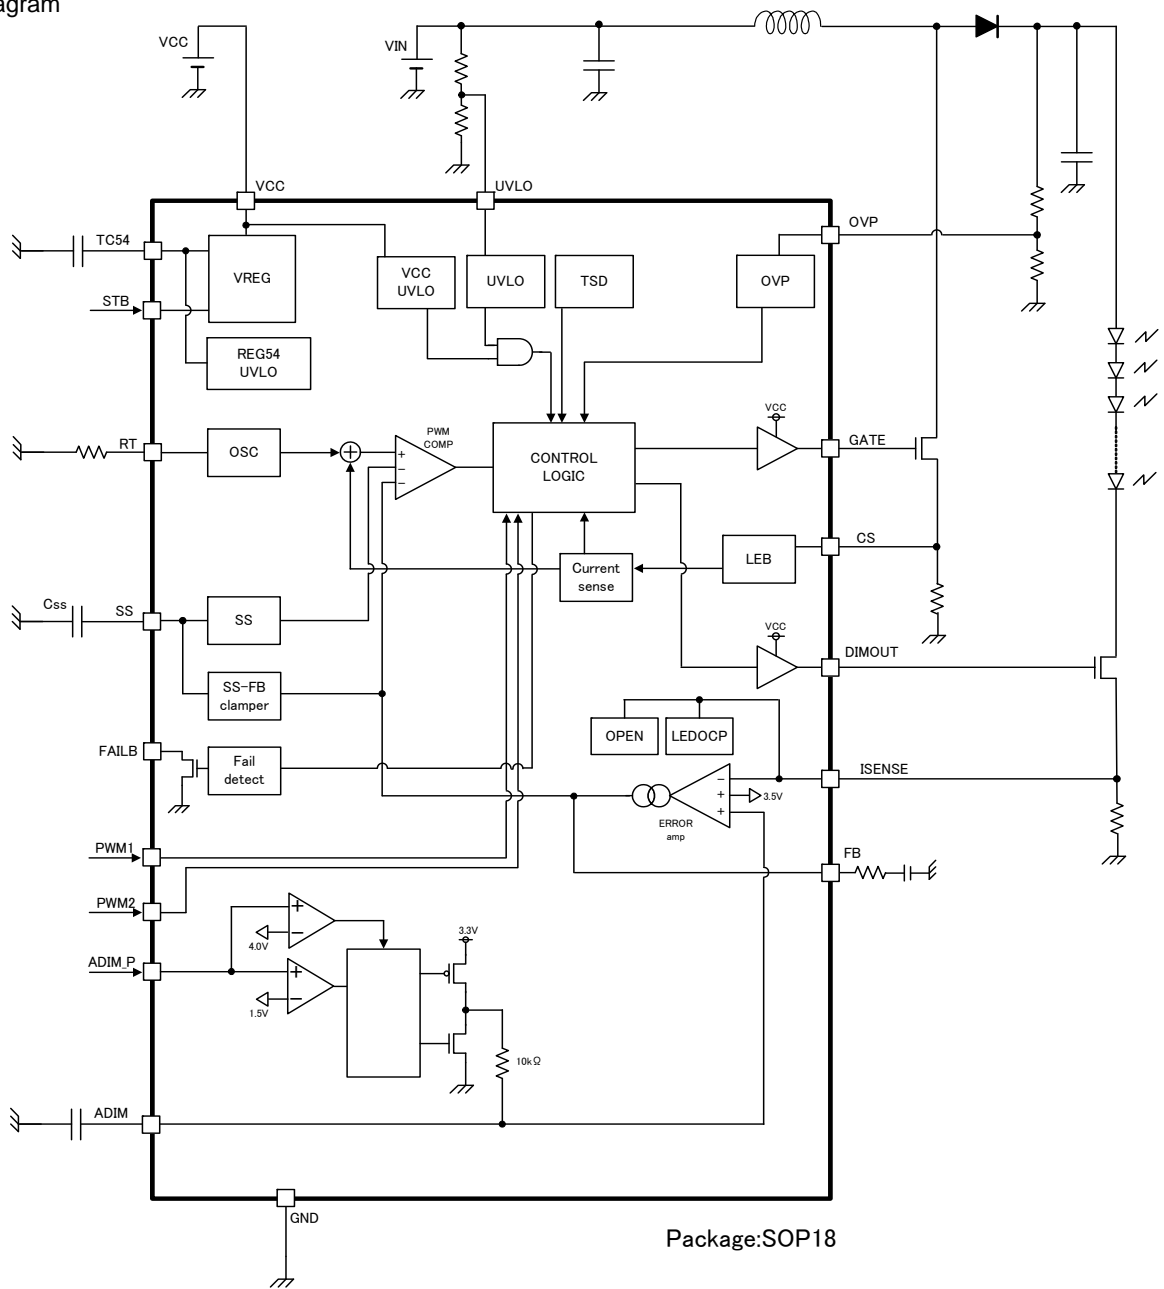 agram
VCC
VIN
VCC
UVLO
TC54
STB
VREG
VCC
UVLO
UVLO
TSD
OVP
OVP
REG54
UVLO
RT
OSC
+
−
−
PWM
COMP
CONTROL
LOGIC
VCC
GATE
CS
LEB
Current
sense
Css
SS
SS
SS-FB
clamper
VCC
DIMOUT
OPEN
LEDOCP
FAILB
Fail
detect
−
+
+
3.5V
ERROR
amp
ISENSE
FB
PWM1
PWM2
ADIM_P
+
−
4.0V
+
−
1.5V
3.3V
10kΩ
ADIM
GND
Package:SOP18